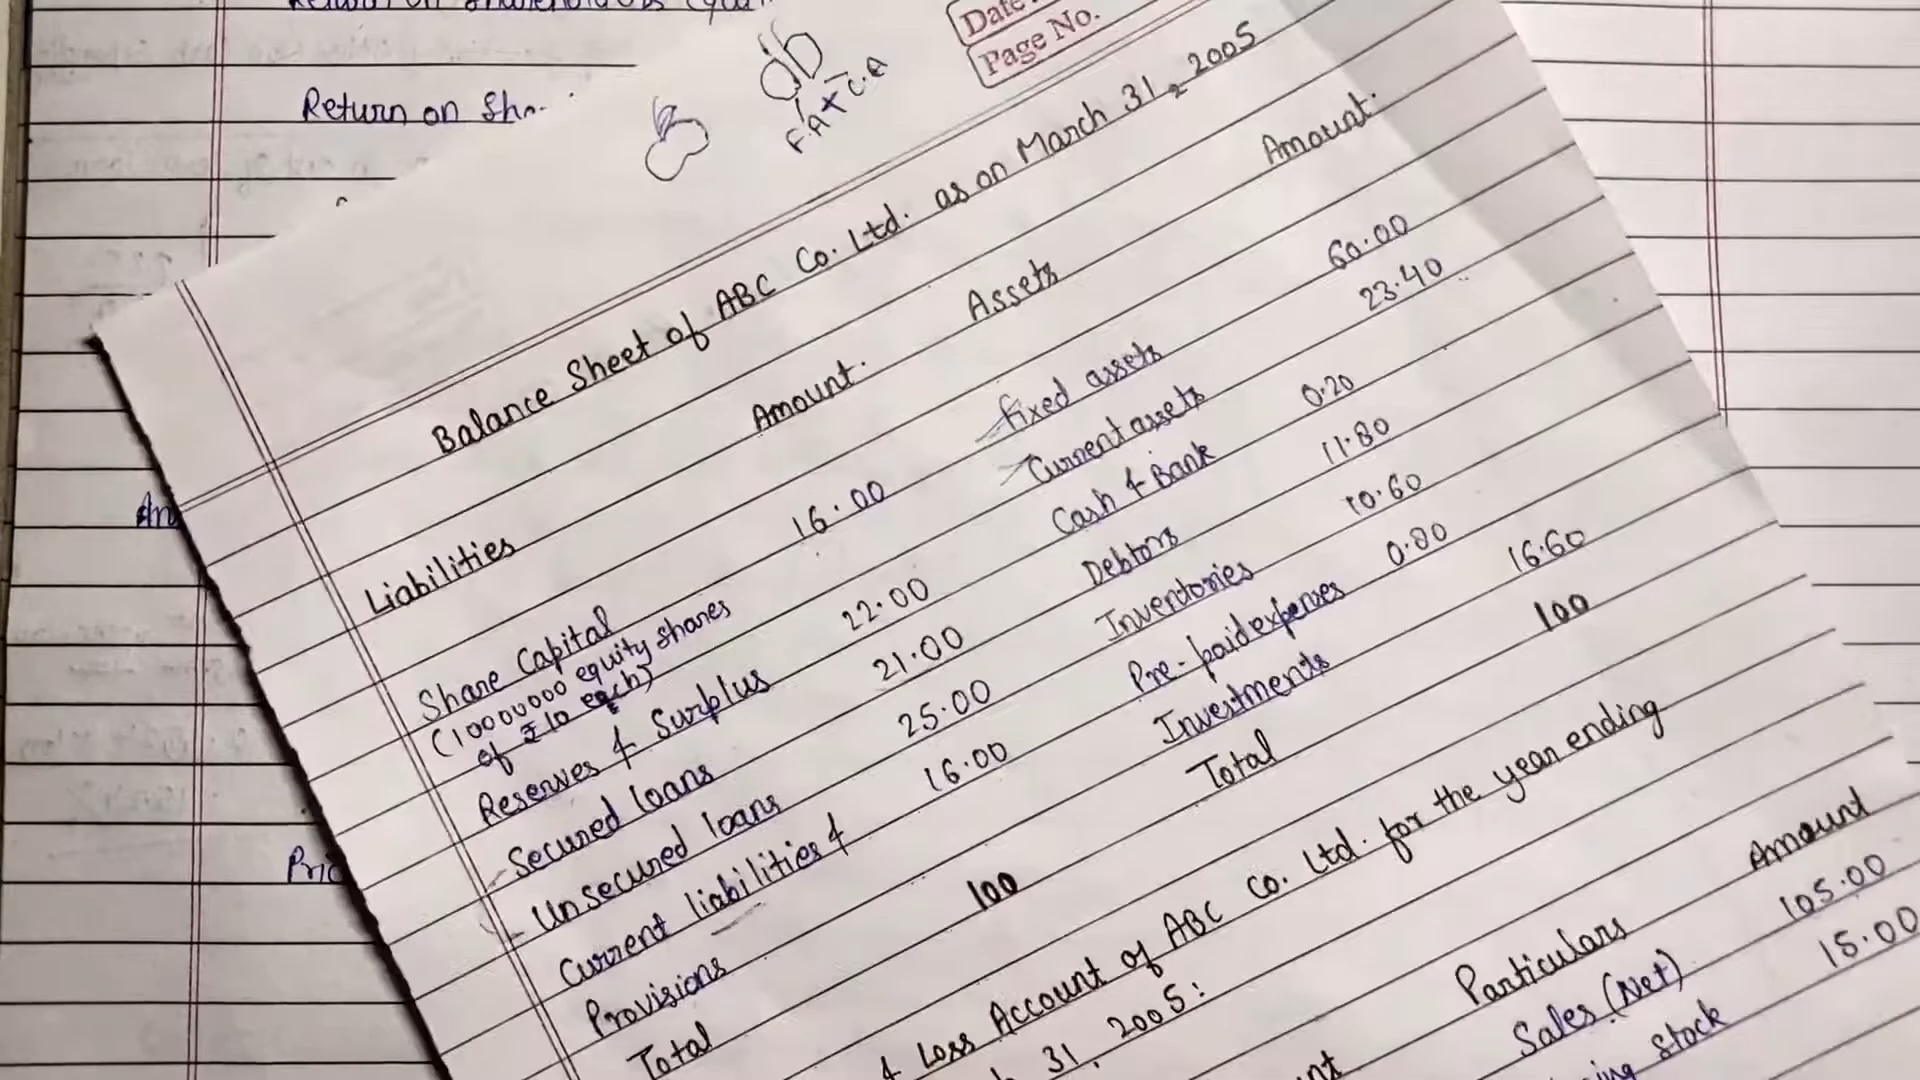 Return on
Date
Page No.
FATCA
Balance Sheet of ABC Co. Ltd. as on March 31, 2005
Liabilities Amount. Assets Amount.
Share Capital 16.00 Fixed assets 60.00
(10000000 equity shares Current assets 23.40
of ₹10 each) Cash & Bank 0.20
Reserves & Surplus 22.00 Debtors 11.80
Secured loans 21.00 Inventories 10.60
Unsecured loans 25.00 Pre-paid expenses 0.80
Current liabilities & 16.00 Investments 16.60
Provisions Total 100
Total 100
& Loss Account of ABC Co. Ltd. for the year ending
31, 2005:
Particulars Amount
Sales (Net) 105.00
stock 15.00